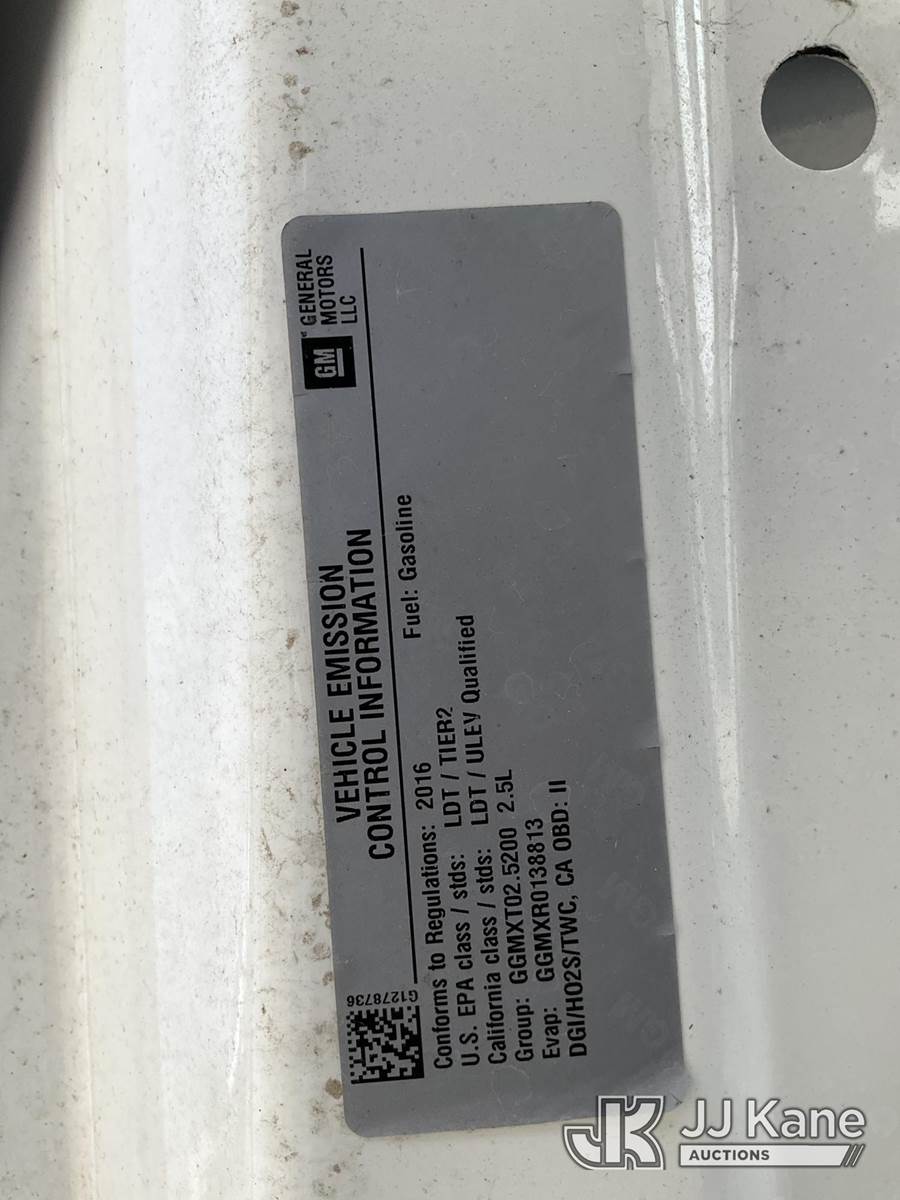 G1278736
VEHICLE EMISSION
CONTROL INFORMATION
GM
GENERAL
MOTORS
LLC
Conforms to Regulations: 2016 Fuel: Gasoline
U.S. EPA class / stds: LDT / TIER2
California class / stds: LDT / ULEV Qualified
Group: GGMXT02.5200 2.5L
Evap: GGMXR0138813
DGI/HO2S/TWC, CA OBD: II
JK JJ Kane
AUCTIONS